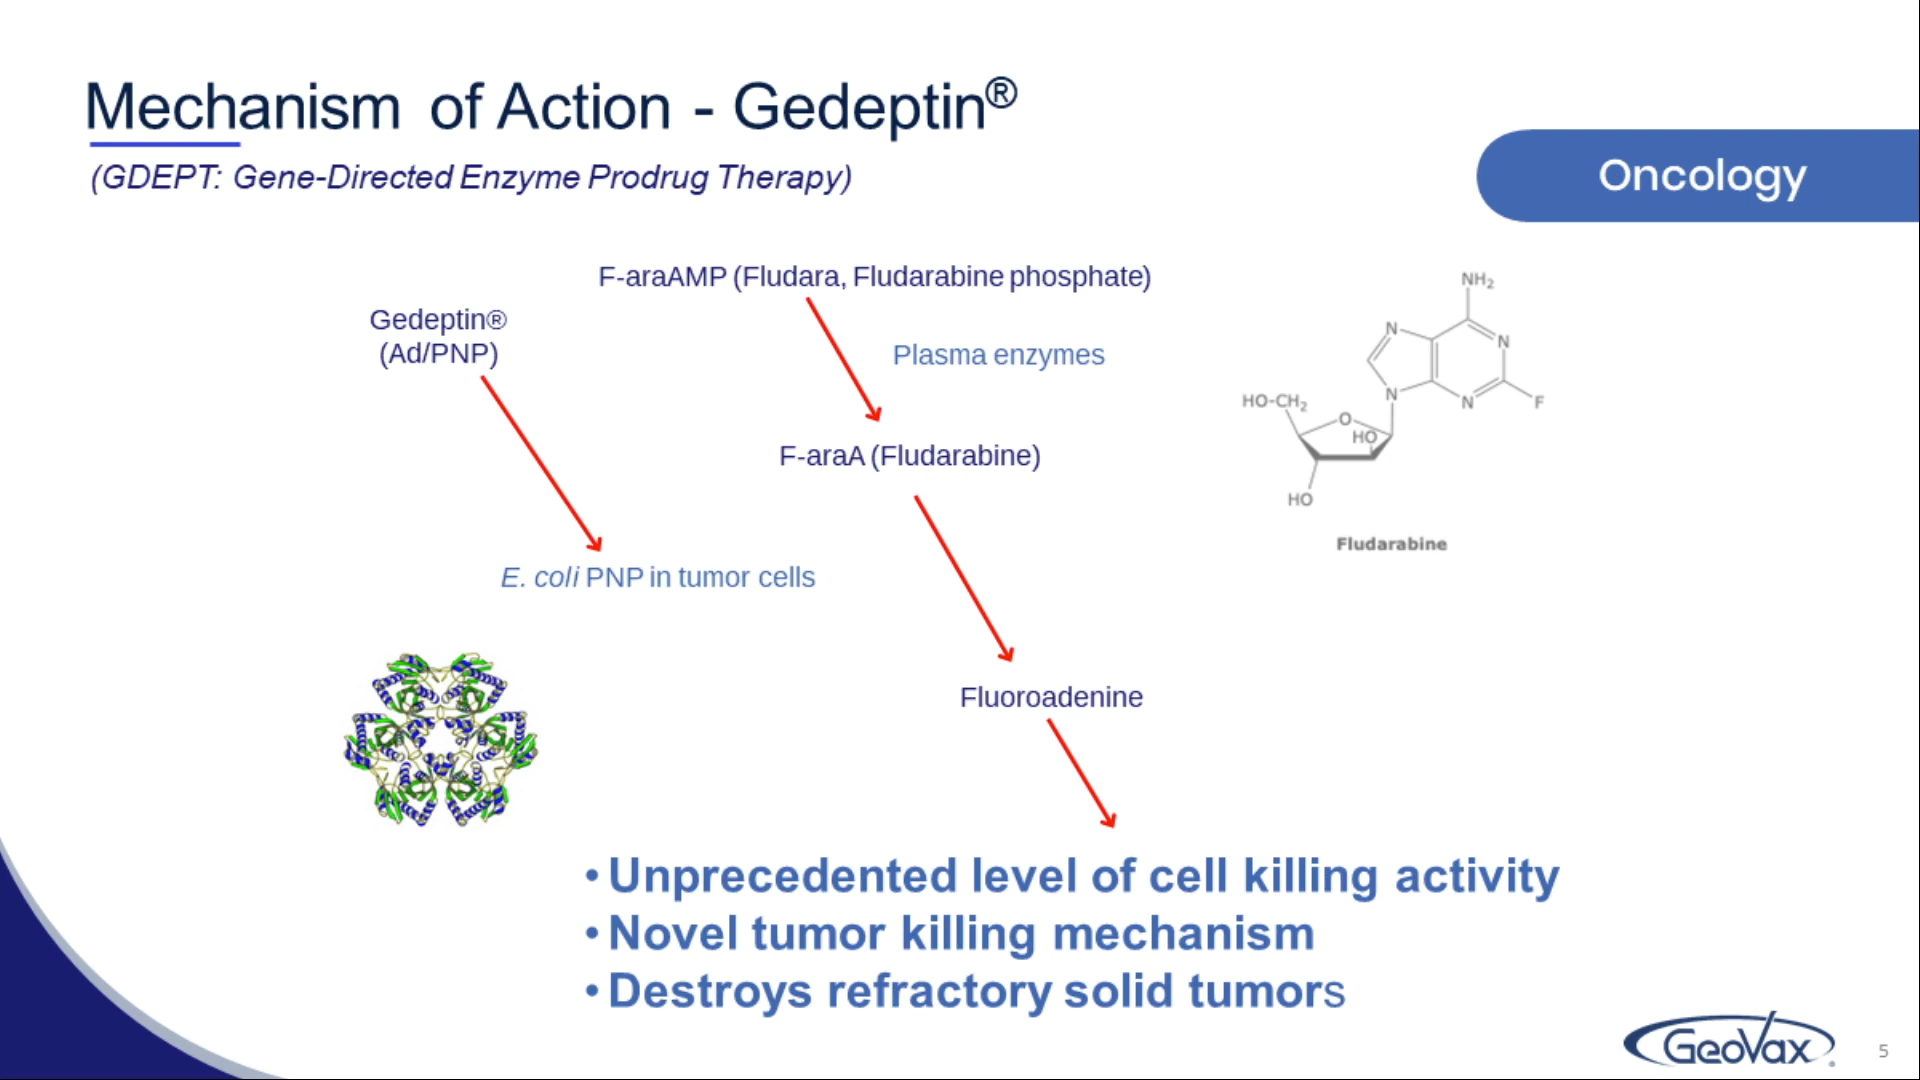 Mechanism of Action - Gedeptin®
(GDEPT: Gene-Directed Enzyme Prodrug Therapy)
Oncology
F-araAMP (Fludara, Fludarabine phosphate)
Gedeptin®
(Ad/PNP)
Plasma enzymes
F-araA (Fludarabine)
E. coli PNP in tumor cells
Fluoroadenine
NH2
N
N
N
N
F
HO-CH2
O
HO
HO
Fludarabine
• Unprecedented level of cell killing activity
• Novel tumor killing mechanism
• Destroys refractory solid tumors
GeoVax
5